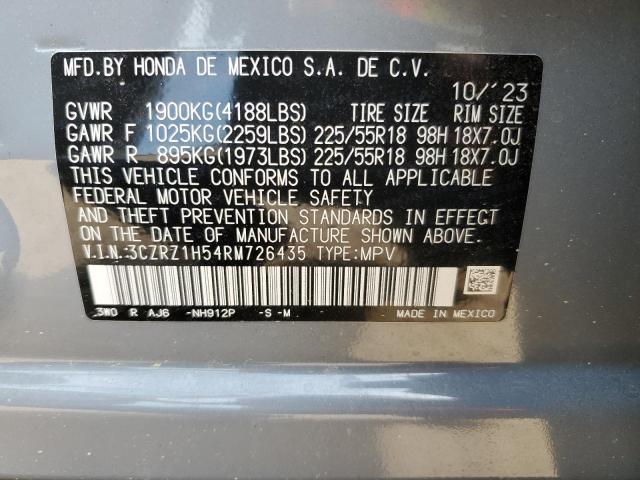 MFD.BY HONDA DE MEXICO S.A. DE C.V.
10/'23
GVWR 1900KG(4188LBS) TIRE SIZE RIM SIZE
GAWR F 1025KG(2259LBS) 225/55R18 98H 18X7.0J
GAWR R 895KG(1973LBS) 225/55R18 98H 18X7.0J
THIS VEHICLE CONFORMS TO ALL APPLICABLE
FEDERAL MOTOR VEHICLE SAFETY
AND THEFT PREVENTION STANDARDS IN EFFECT
ON THE DATE OF MANUFACTURE SHOWN ABOVE.
V.I.N.:3CZRZ1H54RM726435 TYPE:MPV
3W0 R AJ6 -NH912P -S -M MADE IN MEXICO